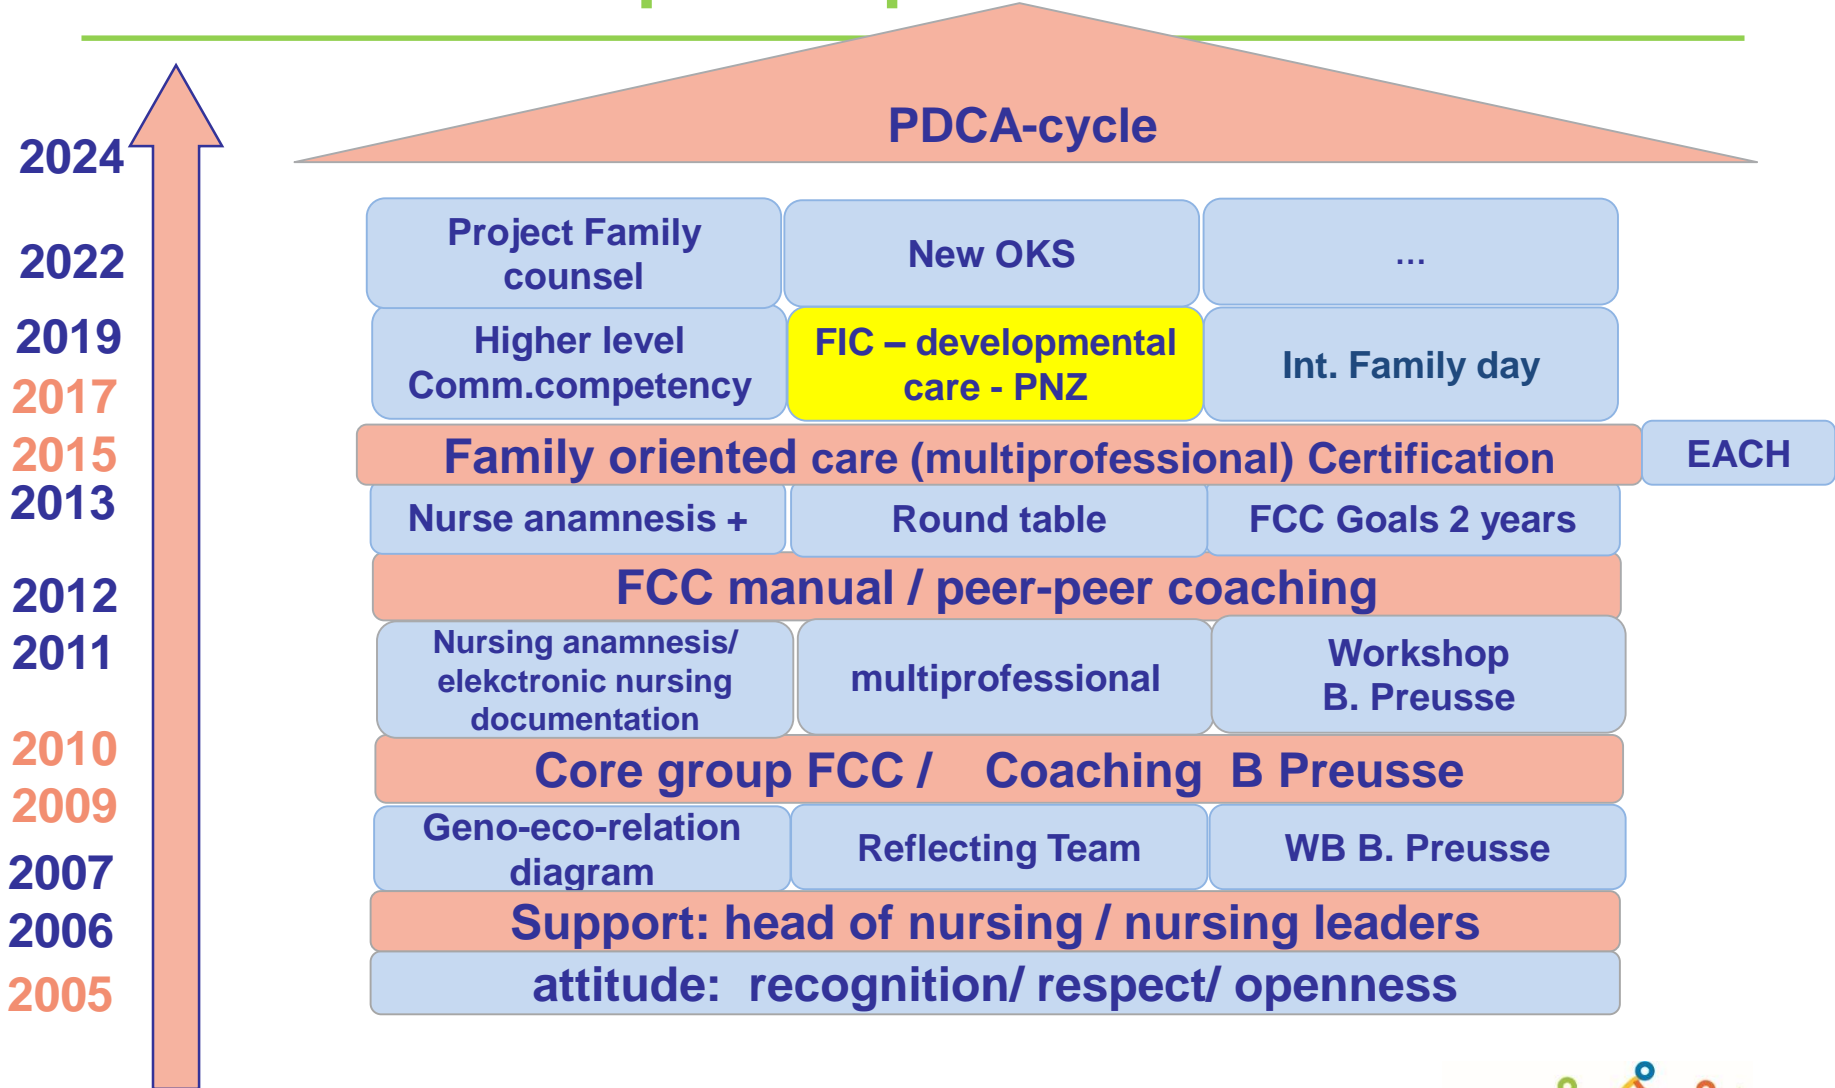 PDCA-cycle
2024
Project Family
counsel
New OKS
...
2022
Higher level
Comm.competency
FIC – developmental
care - PNZ
Int. Family day
2019
2017
Family oriented care (multiprofessional) Certification
EACH
2015
2013
Nurse anamnesis +
Round table
FCC Goals 2 years
FCC manual / peer-peer coaching
2012
2011
Nursing anamnesis/
elekctronic nursing
documentation
multiprofessional
Workshop
B. Preusse
2010
Core group FCC / Coaching B Preusse
2009
Geno-eco-relation
diagram
Reflecting Team
WB B. Preusse
2007
Support: head of nursing / nursing leaders
2006
attitude: recognition/ respect/ openness
2005